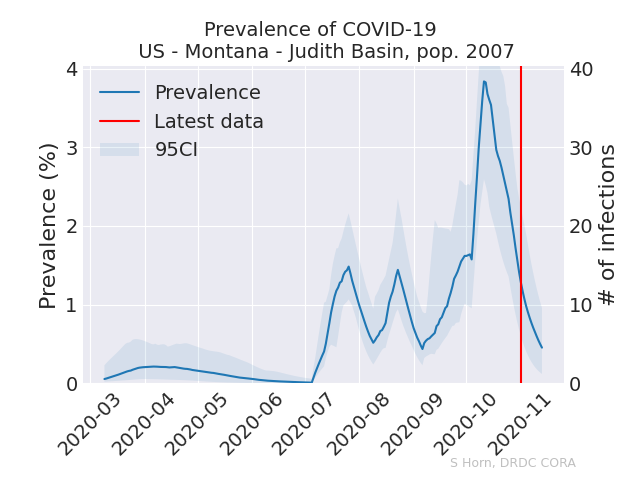 Prevalence of COVID-19
US - Montana - Judith Basin, pop. 2007
Prevalence (%)
4
3
2
1
0
Prevalence
Latest data
95CI
40
30
20
10
0
# of infections
2020-03
2020-04
2020-05
2020-06
2020-07
2020-08
2020-09
2020-10
2020-11
S Horn, DRDC CORA